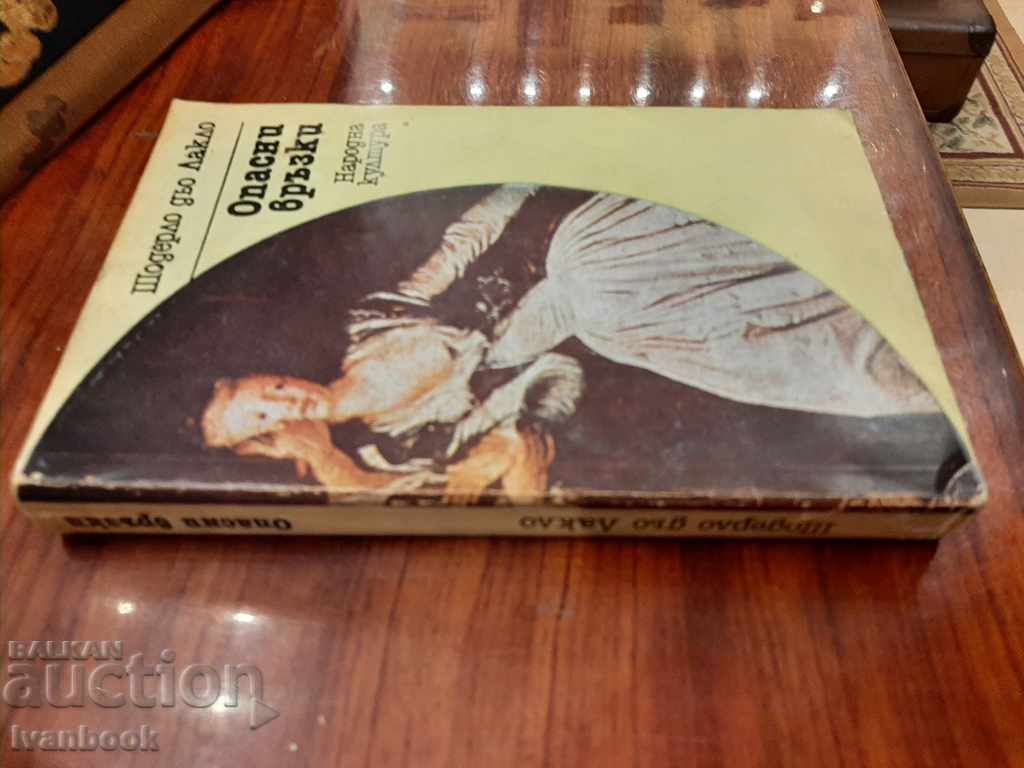 Шодерло дьо Лакло
Опасни
връзки
Народна
култура
Шодерло дьо Лакло
Опасни връзки
BALKAN
auction
Ivanbook